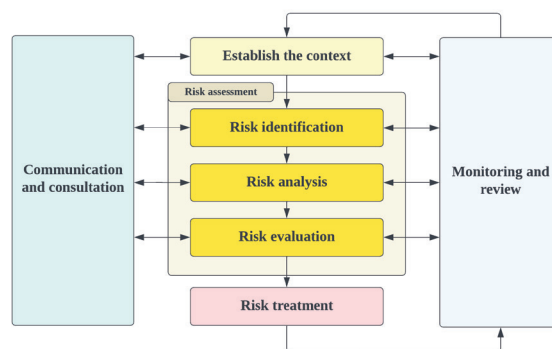 Establish the context
Risk assessment
Risk identification
Communication
and consultation
Risk analysis
Monitoring and
review
Risk evaluation
Risk treatment